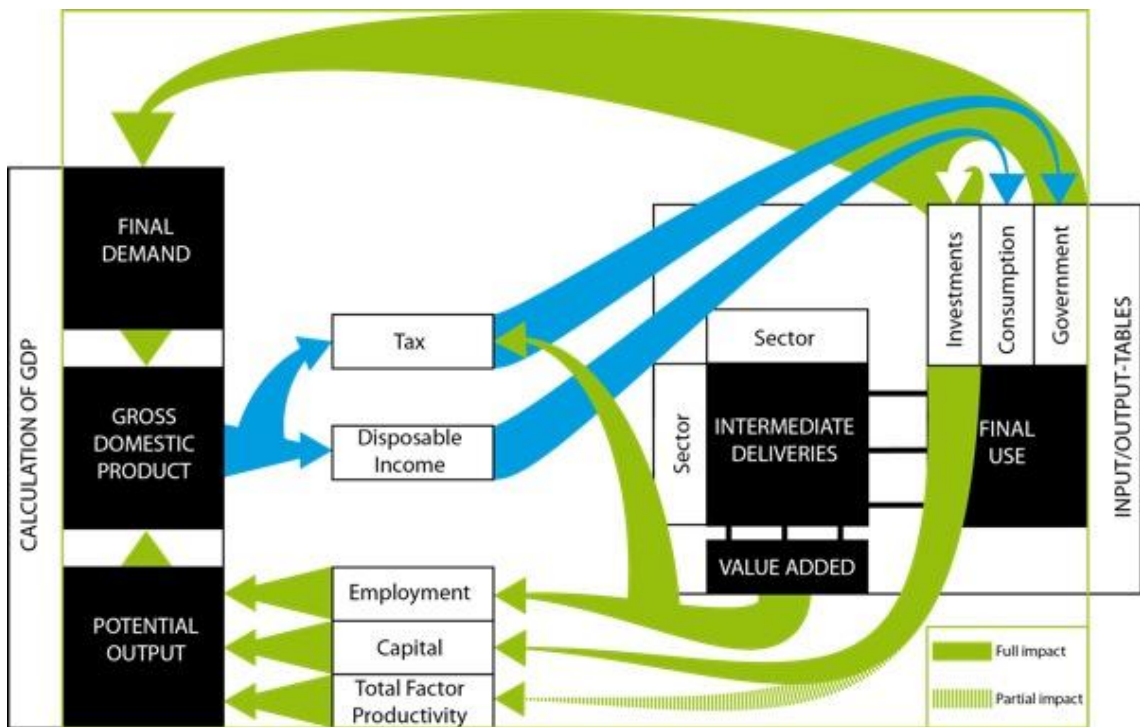 CALCULATION OF GDP
FINAL
DEMAND
GROSS
DOMESTIC
PRODUCT
POTENTIAL
OUTPUT
Tax
Disposable
Income
Employment
Capital
Total Factor
Productivity
Sector
Sector
INTERMEDIATE
DELIVERIES
VALUE ADDED
Investments
Consumption
Government
FINAL
USE
INPUT/OUTPUT-TABLES
Full impact
Partial impact